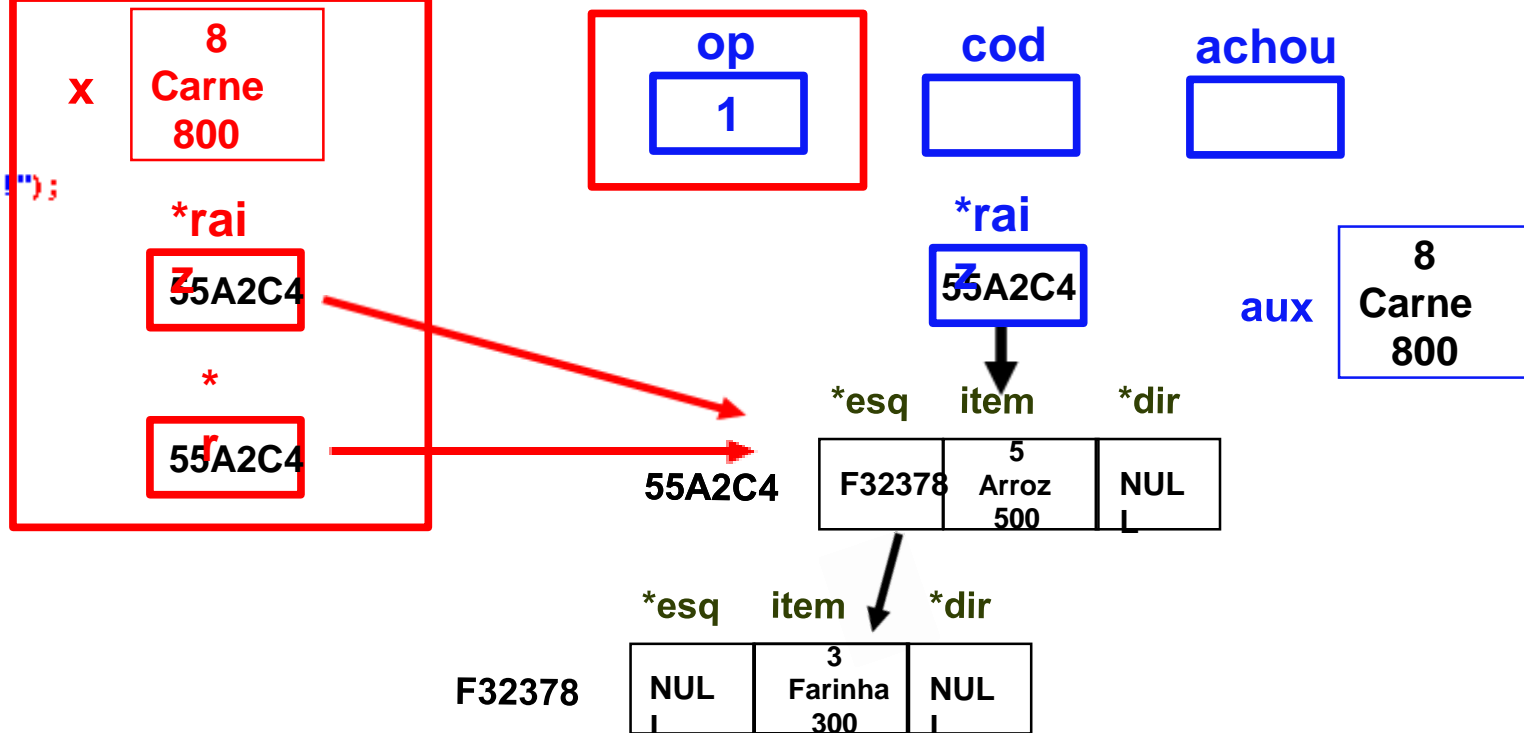 8
Carne
800
x
!");
*rai
z
55A2C4
*
r
55A2C4
op
1
cod
achou
*rai
z
55A2C4
aux
8
Carne
800
*esq item *dir
55A2C4
F32378
5
Arroz
500
NUL
L
*esq item *dir
F32378
NUL
L
3
Farinha
300
NUL
L